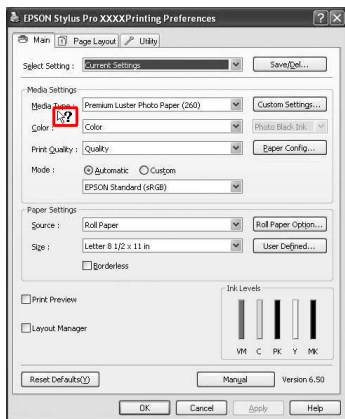 EPSON Stylus Pro XXXXPrinting Preferences
Main Page Layout Utility
Select Setting : Current Settings Save/Del...
Media Settings
Media Type : Premium Luster Photo Paper (260) Custom Settings...
Color : Color Photo Black Ink
Print Quality : Quality Paper Config...
Mode : Automatic Custom
EPSON Standard (sRGB)
Paper Settings
Source : Roll Paper Roll Paper Option...
Size : Letter 8 1/2 x 11 in User Defined...
Borderless
Print Preview
Layout Manager
Ink Levels
VM C PK Y MK
Reset Defaults(Y) Manual Version 6.50
OK Cancel Apply Help